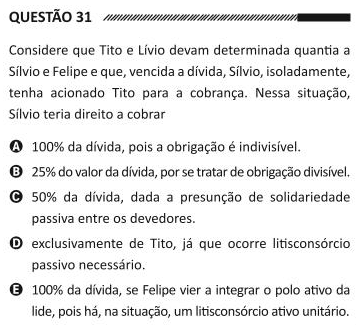 QUESTÃO 31
Considere que Tito e Lívio devam determinada quantia a
Sílvio e Felipe e que, vencida a dívida, Sílvio, isoladamente,
tenha acionado Tito para a cobrança. Nessa situação,
Sílvio teria direito a cobrar
A 100% da dívida, pois a obrigação é indivisível.
B 25% do valor da dívida, por se tratar de obrigação divisível.
C 50% da dívida, dada a presunção de solidariedade
passiva entre os devedores.
D exclusivamente de Tito, já que ocorre litisconsórcio
passivo necessário.
E 100% da dívida, se Felipe vier a integrar o polo ativo da
lide, pois há, na situação, um litisconsórcio ativo unitário.